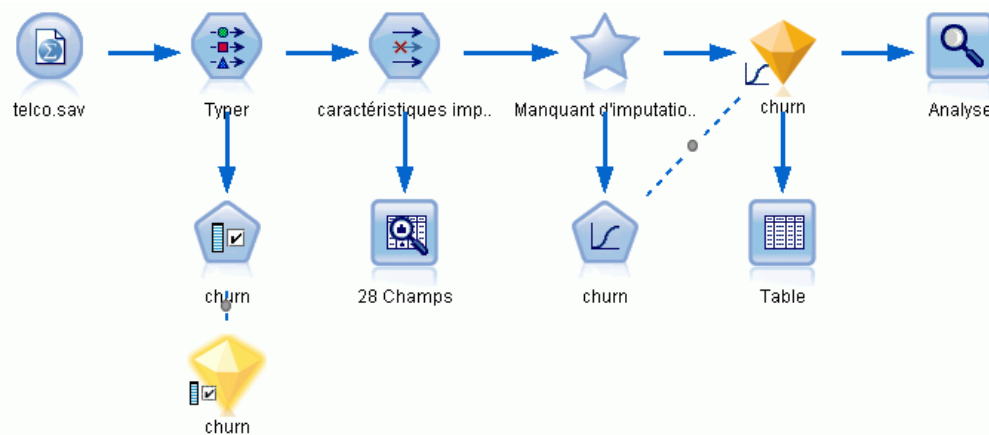 telco.sav
Typer
caractéristiques imp..
Manquant d'imputatio..
churn
Analyse
churn
28 Champs
churn
Table
churn